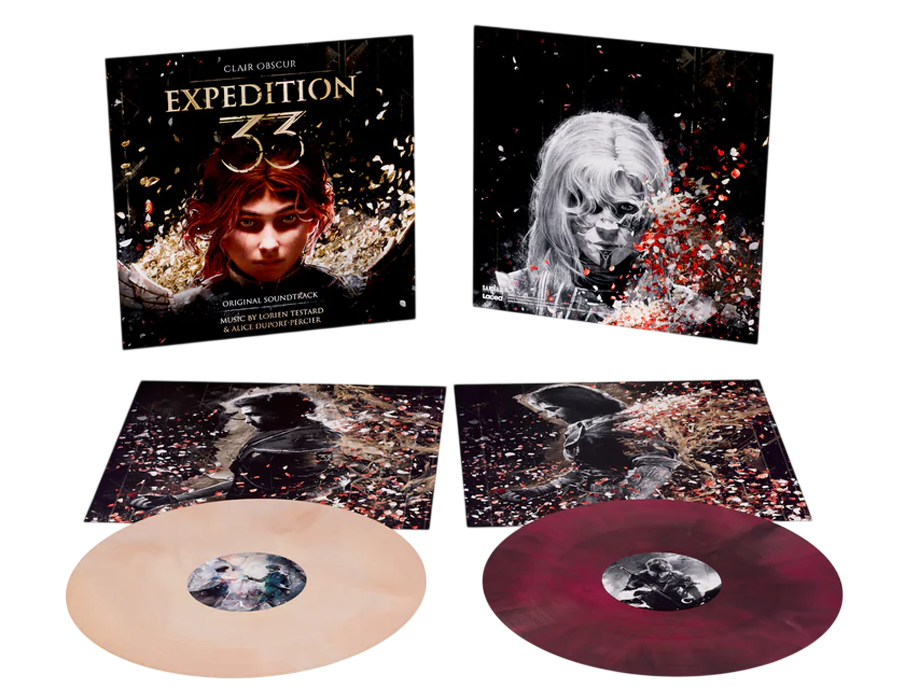 CLAIR OBSCUR
EXPEDITION
33
ORIGINAL SOUNDTRACK
MUSIC BY LORIEN TESTARD
& ALICE DUPORT-PERCIER
Laced